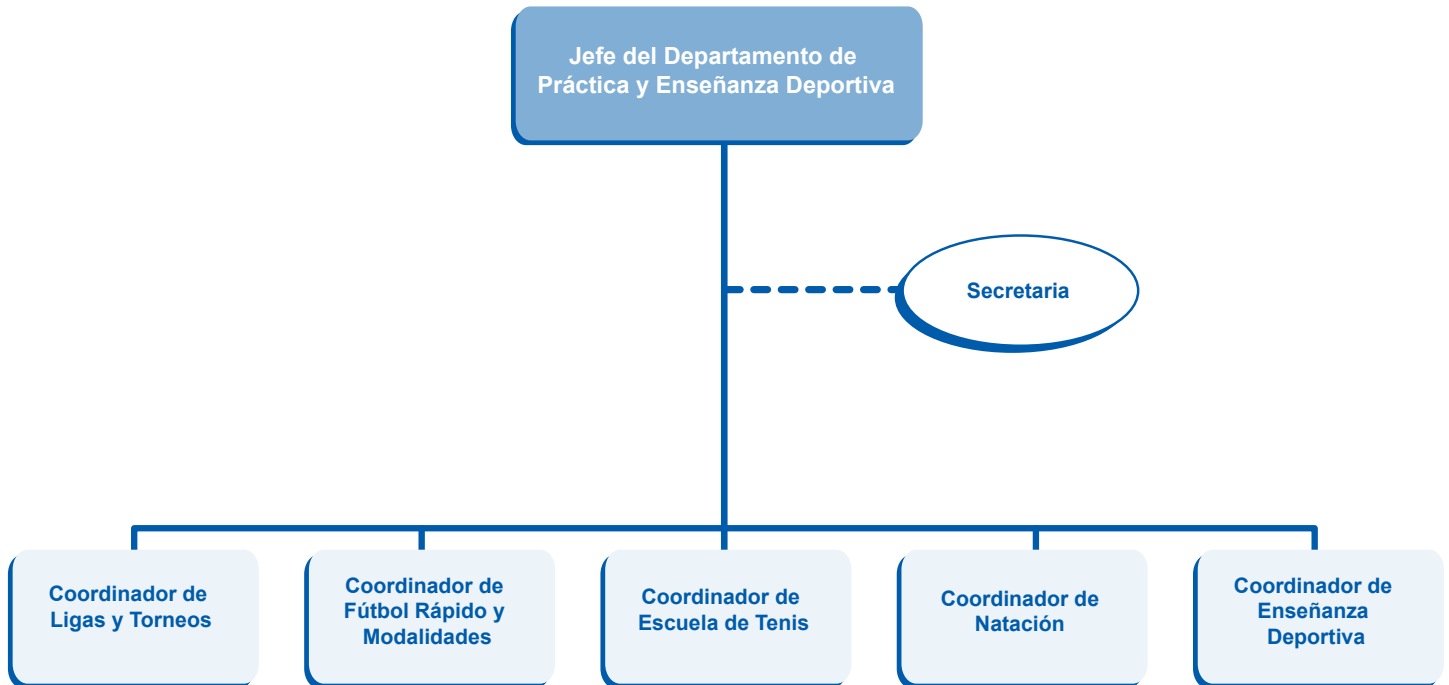 Jefe del Departamento de
Práctica y Enseñanza Deportiva
Secretaria
Coordinador de
Ligas y Torneos
Coordinador de
Fútbol Rápido y
Modalidades
Coordinador de
Escuela de Tenis
Coordinador de
Natación
Coordinador de
Enseñanza
Deportiva